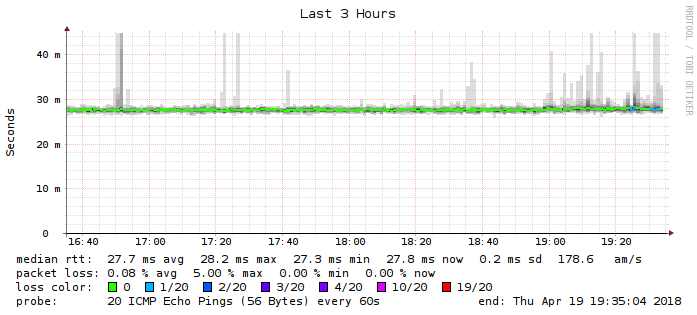 Last 3 Hours
RRDTOOL / TOBI OETIKER
Seconds
40 m
30 m
20 m
10 m
0
16:40 17:00 17:20 17:40 18:00 18:20 18:40 19:00 19:20
median rtt: 27.7 ms avg 28.2 ms max 27.3 ms min 27.8 ms now 0.2 ms sd 178.6 am/s
packet loss: 0.08 % avg 5.00 % max 0.00 % min 0.00 % now
loss color: 0 1/20 2/20 3/20 4/20 10/20 19/20
probe: 20 ICMP Echo Pings (56 Bytes) every 60s end: Thu Apr 19 19:35:04 2018